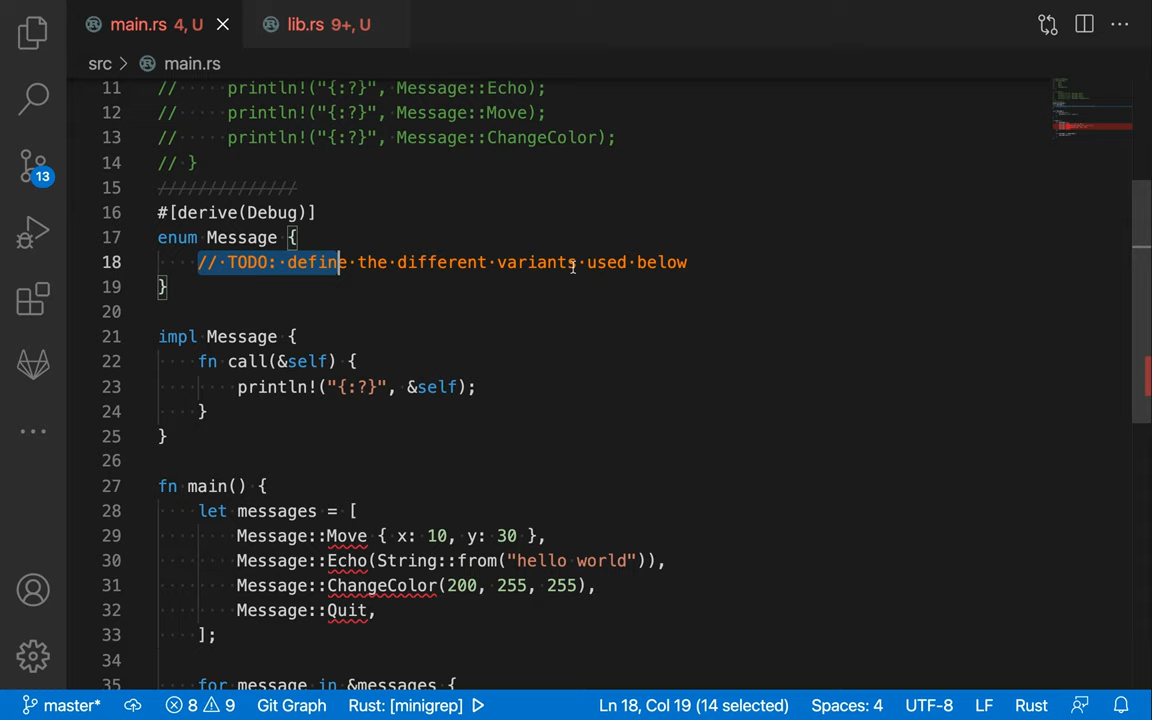 main.rs 4, U lib.rs 9+, U
src > main.rs
11 // println!("{:?}", Message::Echo);
12 // println!("{:?}", Message::Move);
13 // println!("{:?}", Message::ChangeColor);
14 // }
15 //////////////
16 #[derive(Debug)]
17 enum Message {
18 // TODO: define the different variants used below
19 }
20
21 impl Message {
22 fn call(&self) {
23 println!("{:?}", &self);
24 }
25 }
26
27 fn main() {
28 let messages = [
29 Message::Move { x: 10, y: 30 },
30 Message::Echo(String::from("hello world")),
31 Message::ChangeColor(200, 255, 255),
32 Message::Quit,
33 ];
34
35 for message in &messages {
13
master* 8 9 Git Graph Rust: [minigrep] Ln 18, Col 19 (14 selected) Spaces: 4 UTF-8 LF Rust